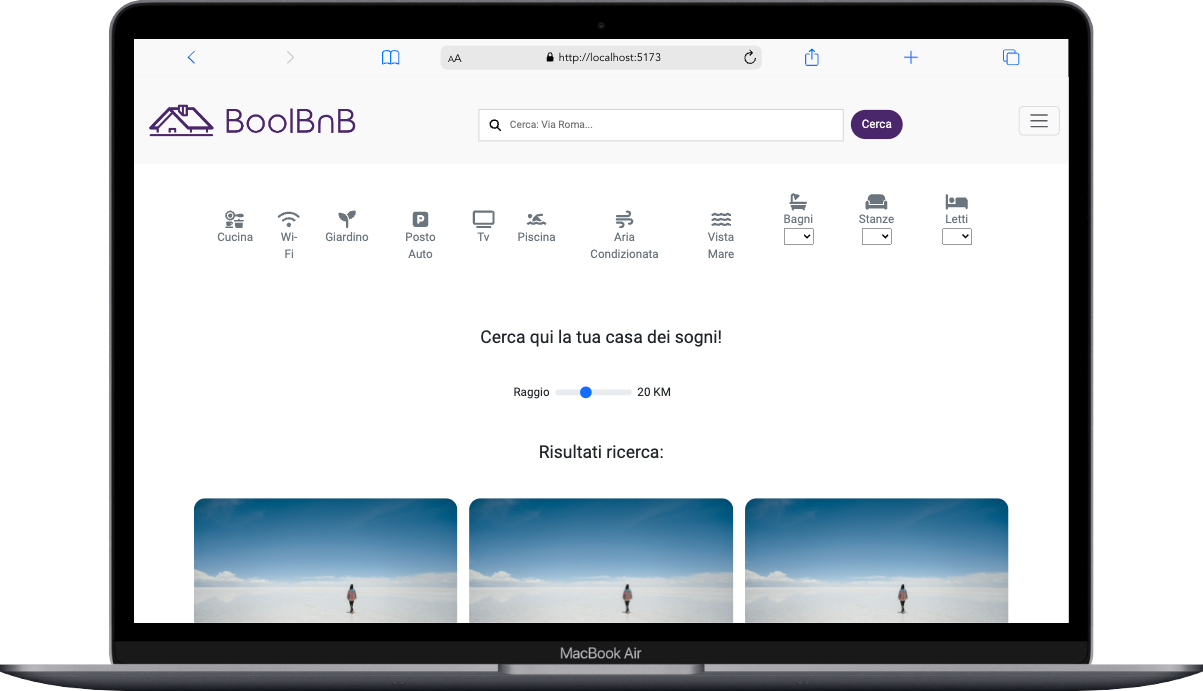 AA http://localhost:5173
BoolBnB
Cerca: Via Roma...
Cerca
Cucina
Wi-
Fi
Giardino
P
Posto
Auto
Tv
Piscina
Aria
Condizionata
Vista
Mare
Bagni
Stanze
Letti
Cerca qui la tua casa dei sogni!
Raggio 20 KM
Risultati ricerca:
MacBook Air